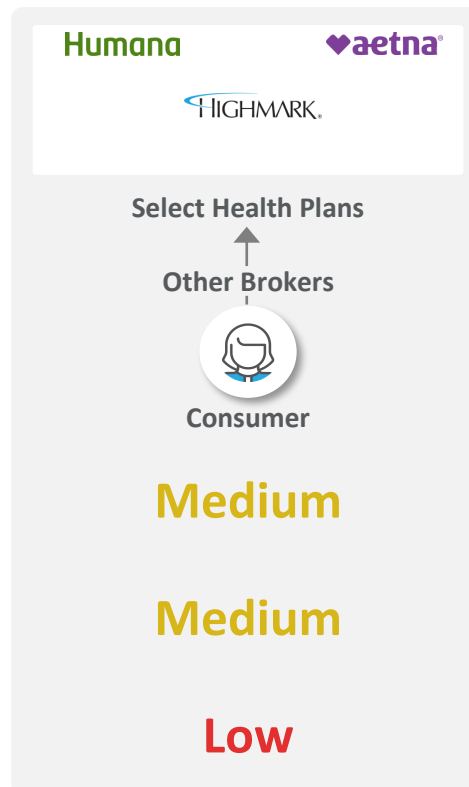 Humana aetna®
HIGHMARK®
Select Health Plans
Other Brokers
Consumer
Medium
Medium
Low